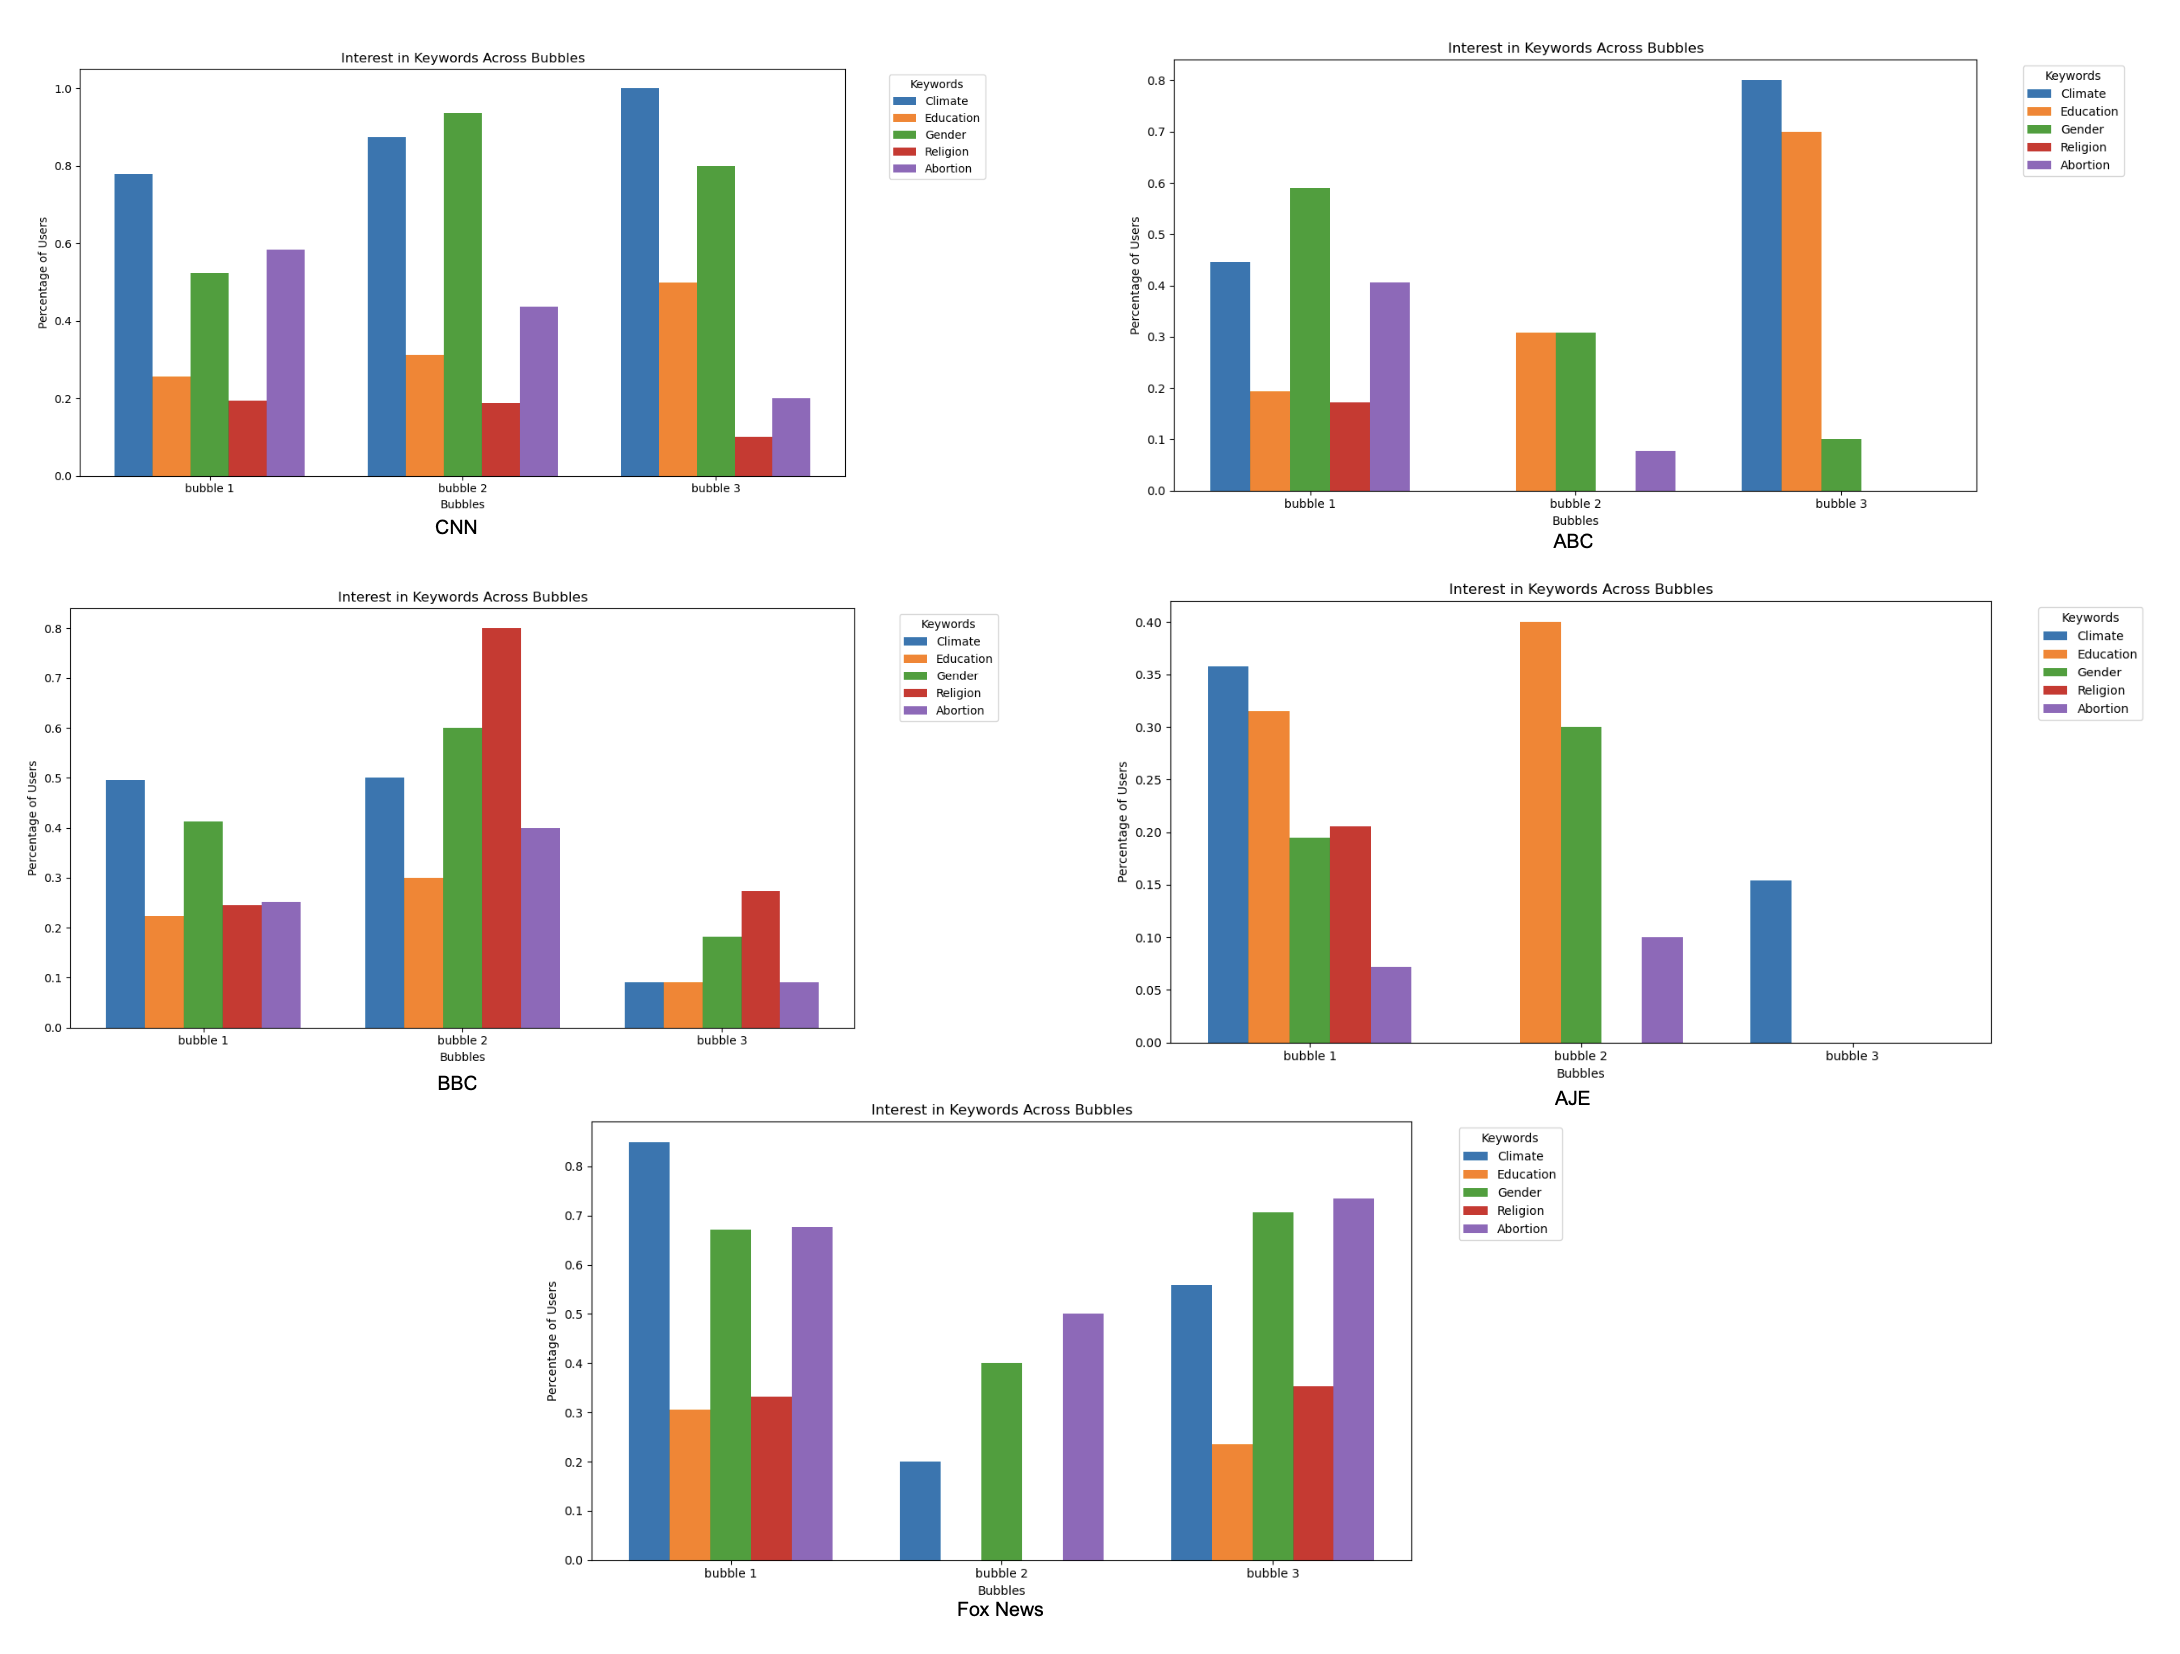 Interest in Keywords Across Bubbles
Percentage of Users
1.0
0.8
0.6
0.4
0.2
0.0
bubble 1 bubble 2 bubble 3
Bubbles
CNN
Keywords
Climate
Education
Gender
Religion
Abortion
Interest in Keywords Across Bubbles
Percentage of Users
0.8
0.7
0.6
0.5
0.4
0.3
0.2
0.1
0.0
bubble 1 bubble 2 bubble 3
Bubbles
ABC
Keywords
Climate
Education
Gender
Religion
Abortion
Interest in Keywords Across Bubbles
Percentage of Users
0.8
0.7
0.6
0.5
0.4
0.3
0.2
0.1
0.0
bubble 1 bubble 2 bubble 3
Bubbles
BBC
Keywords
Climate
Education
Gender
Religion
Abortion
Interest in Keywords Across Bubbles
Percentage of Users
0.40
0.35
0.30
0.25
0.20
0.15
0.10
0.05
0.00
bubble 1 bubble 2 bubble 3
Bubbles
AJE
Keywords
Climate
Education
Gender
Religion
Abortion
Interest in Keywords Across Bubbles
Percentage of Users
0.8
0.7
0.6
0.5
0.4
0.3
0.2
0.1
0.0
bubble 1 bubble 2 bubble 3
Bubbles
Fox News
Keywords
Climate
Education
Gender
Religion
Abortion